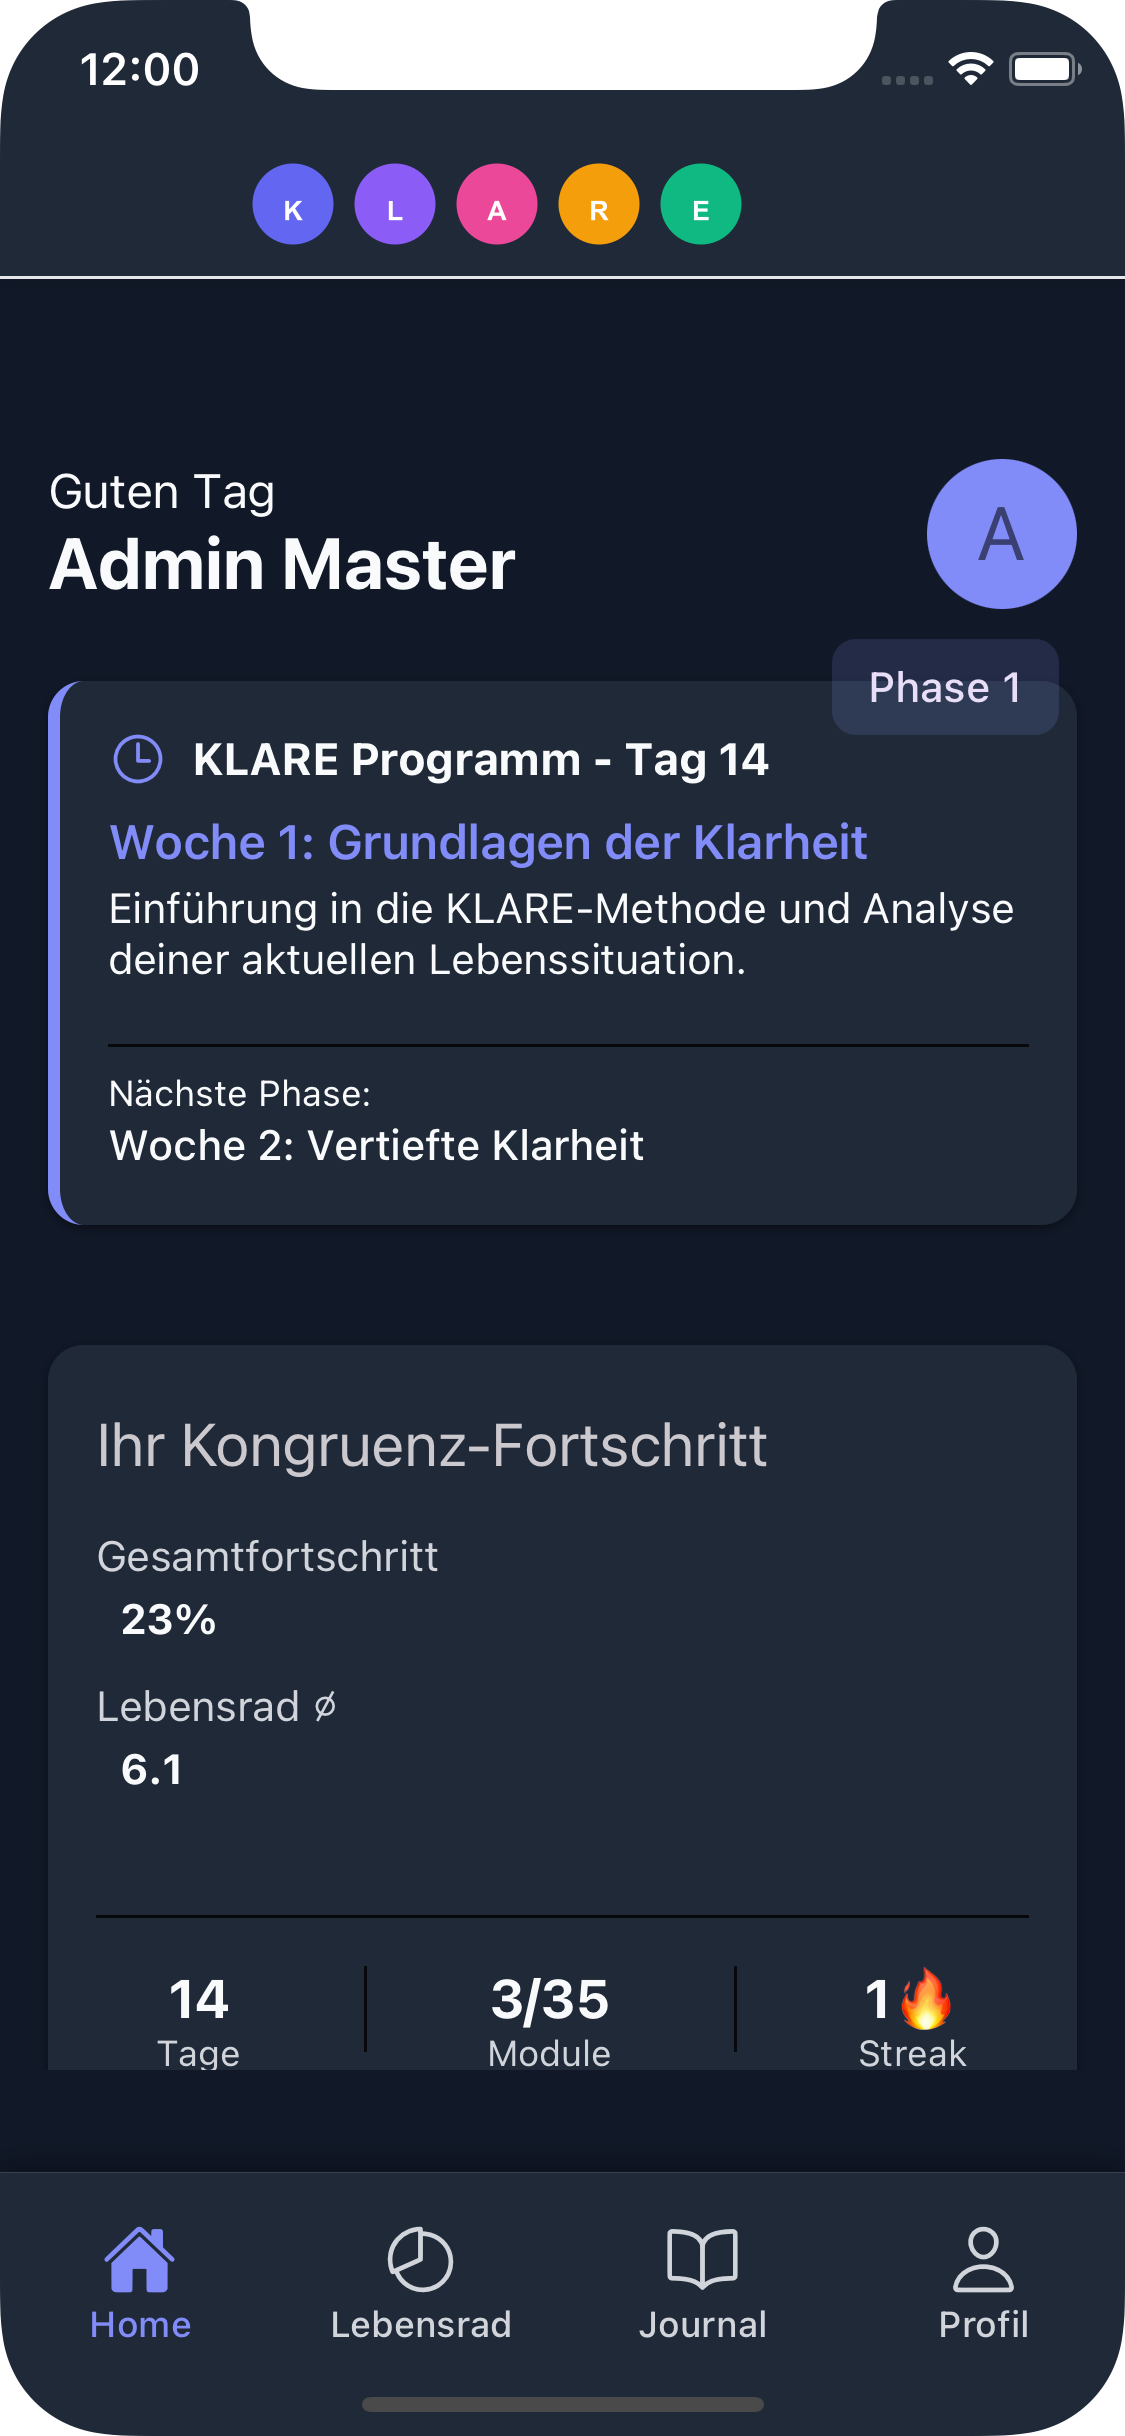 12:00
K L A R E
Guten Tag
Admin Master
A
Phase 1
KLARE Programm - Tag 14
Woche 1: Grundlagen der Klarheit
Einführung in die KLARE-Methode und Analyse
deiner aktuellen Lebenssituation.
Nächste Phase:
Woche 2: Vertiefte Klarheit
Ihr Kongruenz-Fortschritt
Gesamtfortschritt
23%
Lebensrad ∅
6.1
14 3/35 1🔥
Tage Module Streak
Home Lebensrad Journal Profil